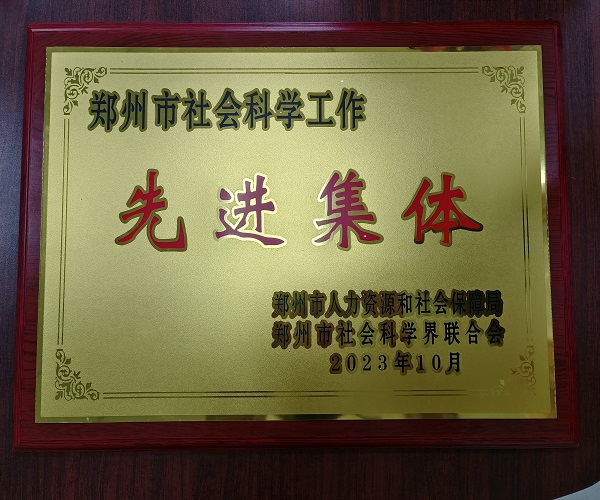 郑州市社会科学工作
先进集体
郑州市人力资源和社会保障局
郑州市社会科学界联合会
2023年10月